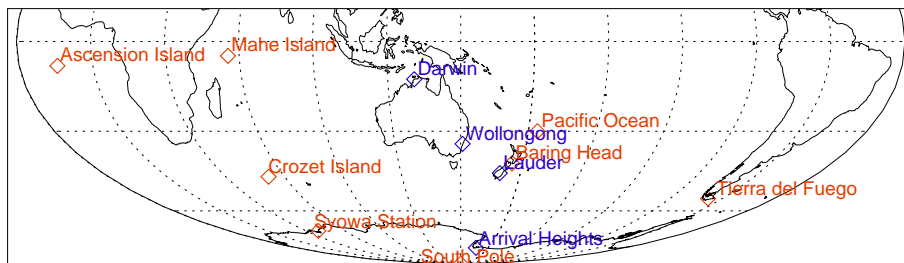 Mahe Island
Ascension Island
Darwin
Pacific Ocean
Wollongong
Baring Head
Lauder
Crozet Island
Tierra del Fuego
Syowa Station
Arrival Heights
South Pole